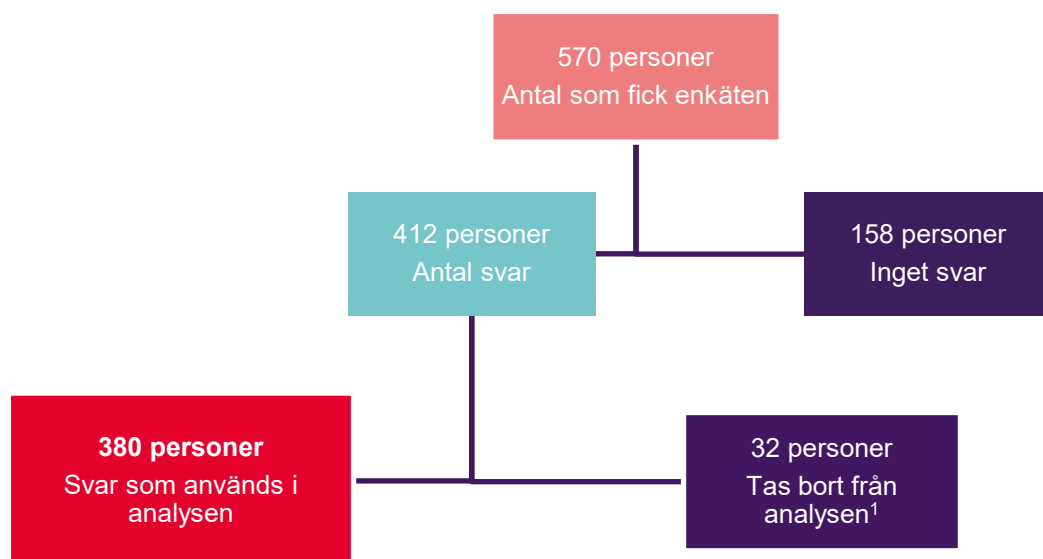 570 personer
Antal som fick enkäten
412 personer
Antal svar
158 personer
Inget svar
380 personer
Svar som används i
analysen
32 personer
Tas bort från
analysen¹